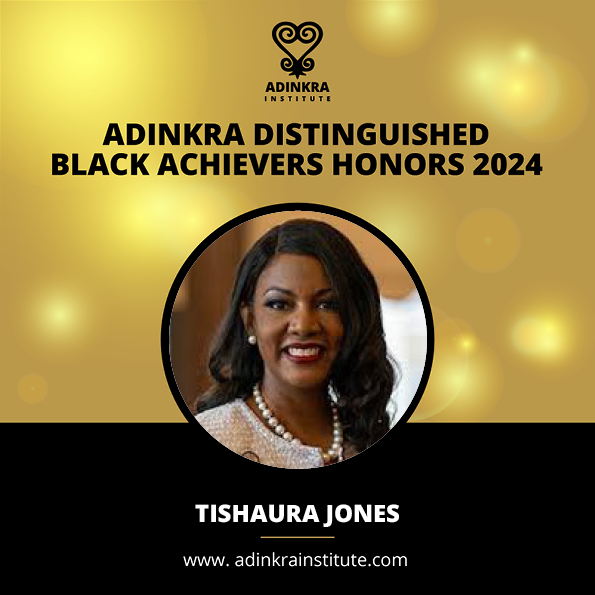 ADINKRA
INSTITUTE
ADINKRA DISTINGUISHED
BLACK ACHIEVERS HONORS 2024
TISHAURA JONES
www. adinkrainstitute.com